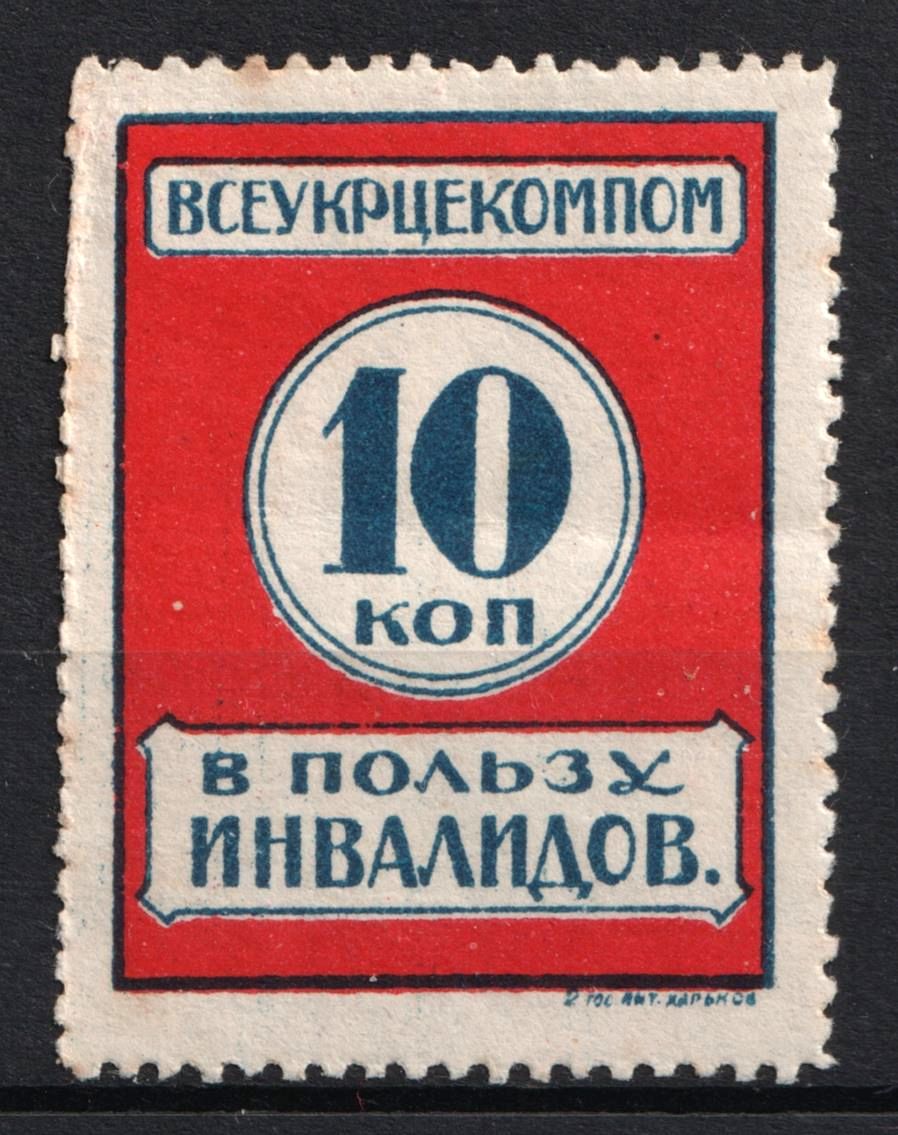 ВСЕУКРЦЕКОМПОМ
10
КОП
В ПОЛЬЗУ
ИНВАЛИДОВ.
2 ГОС. ЛИТ. ХАРЬКОВ